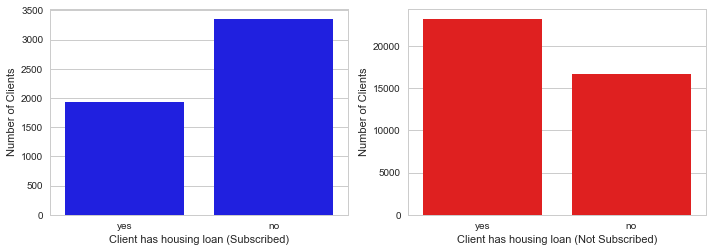 Number of Clients
3500
3000
2500
2000
1500
1000
500
0
yes
no
Client has housing loan (Subscribed)
Number of Clients
20000
15000
10000
5000
0
yes
no
Client has housing loan (Not Subscribed)